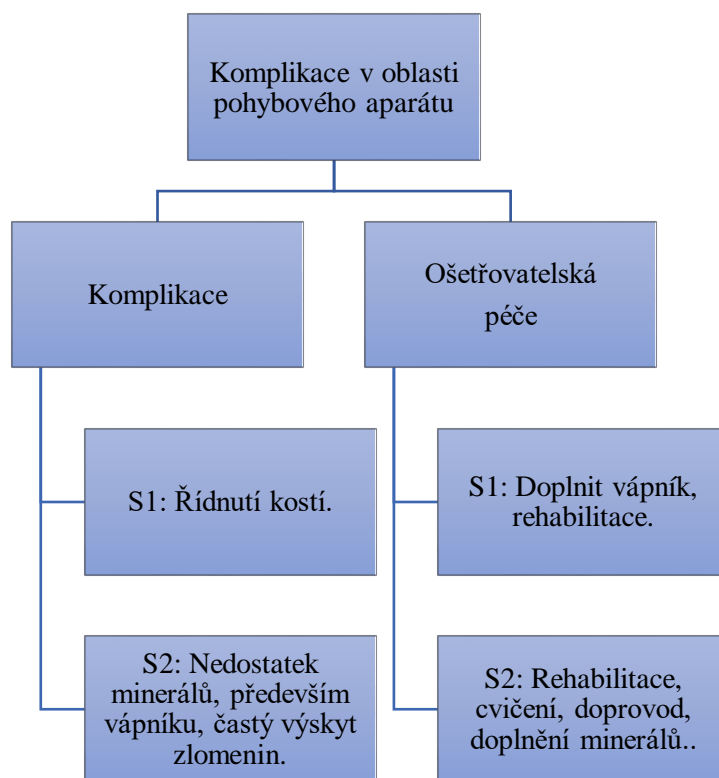 Komplikace v oblasti
pohybového aparátu
Komplikace
Ošetřovatelská
péče
S1: Řídnutí kostí.
S1: Doplnit vápník,
rehabilitace.
S2: Nedostatek
minerálů, především
vápníku, častý výskyt
zlomenin.
S2: Rehabilitace,
cvičení, doprovod,
doplnění minerálů..